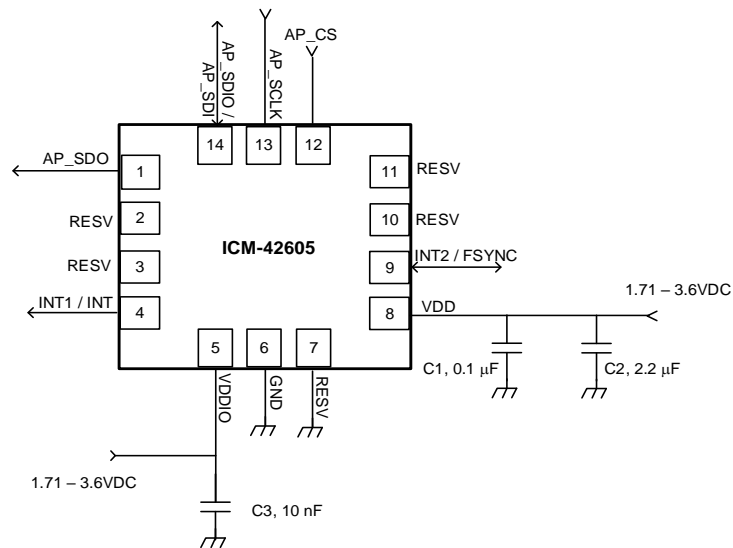 AP_SDIO /
AP_SDI
AP_SCLK
AP_CS
14
13
12
AP_SDO
1
11
RESV
RESV
2
10
RESV
ICM-42605
RESV
3
9
INT2 / FSYNC
INT1 / INT
4
8
VDD
1.71 – 3.6VDC
5
6
7
VDDIO
GND
RESV
C1, 0.1 µF
C2, 2.2 µF
1.71 – 3.6VDC
C3, 10 nF